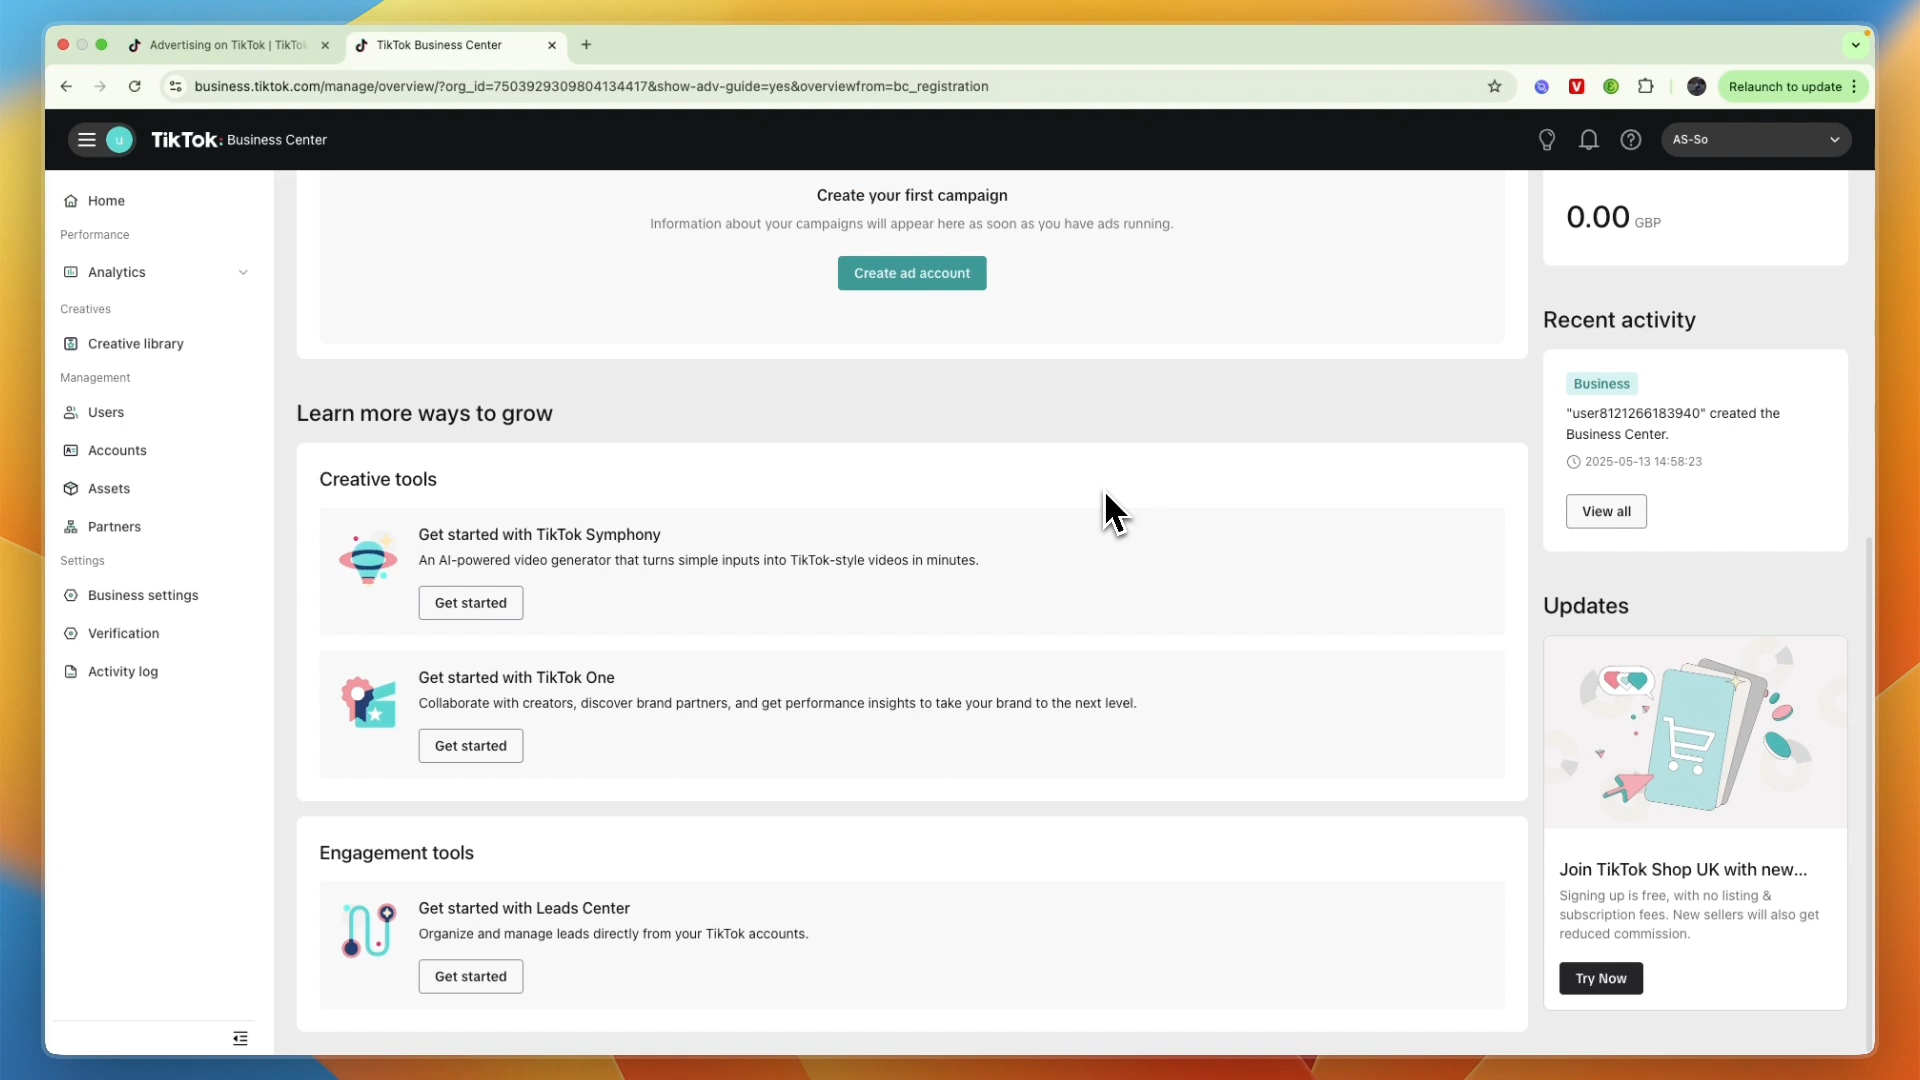 Advertising on TikTok | TikTo
TikTok Business Center
business.tiktok.com/manage/overview/?org_id=7503929309804134417&show-adv-guide=yes&overviewfrom=bc_registration
Relaunch to update
u
TikTok: Business Center
AS-So
Home
Performance
Analytics
Creatives
Creative library
Management
Users
Accounts
Assets
Partners
Settings
Business settings
Verification
Activity log
Create your first campaign
Information about your campaigns will appear here as soon as you have ads running.
Create ad account
Learn more ways to grow
Creative tools
Get started with TikTok Symphony
An AI-powered video generator that turns simple inputs into TikTok-style videos in minutes.
Get started
Get started with TikTok One
Collaborate with creators, discover brand partners, and get performance insights to take your brand to the next level.
Get started
Engagement tools
Get started with Leads Center
Organize and manage leads directly from your TikTok accounts.
Get started
0.00 GBP
Recent activity
Business
"user8121266183940" created the
Business Center.
2025-05-13 14:58:23
View all
Updates
Join TikTok Shop UK with new...
Signing up is free, with no listing &
subscription fees. New sellers will also get
reduced commission.
Try Now